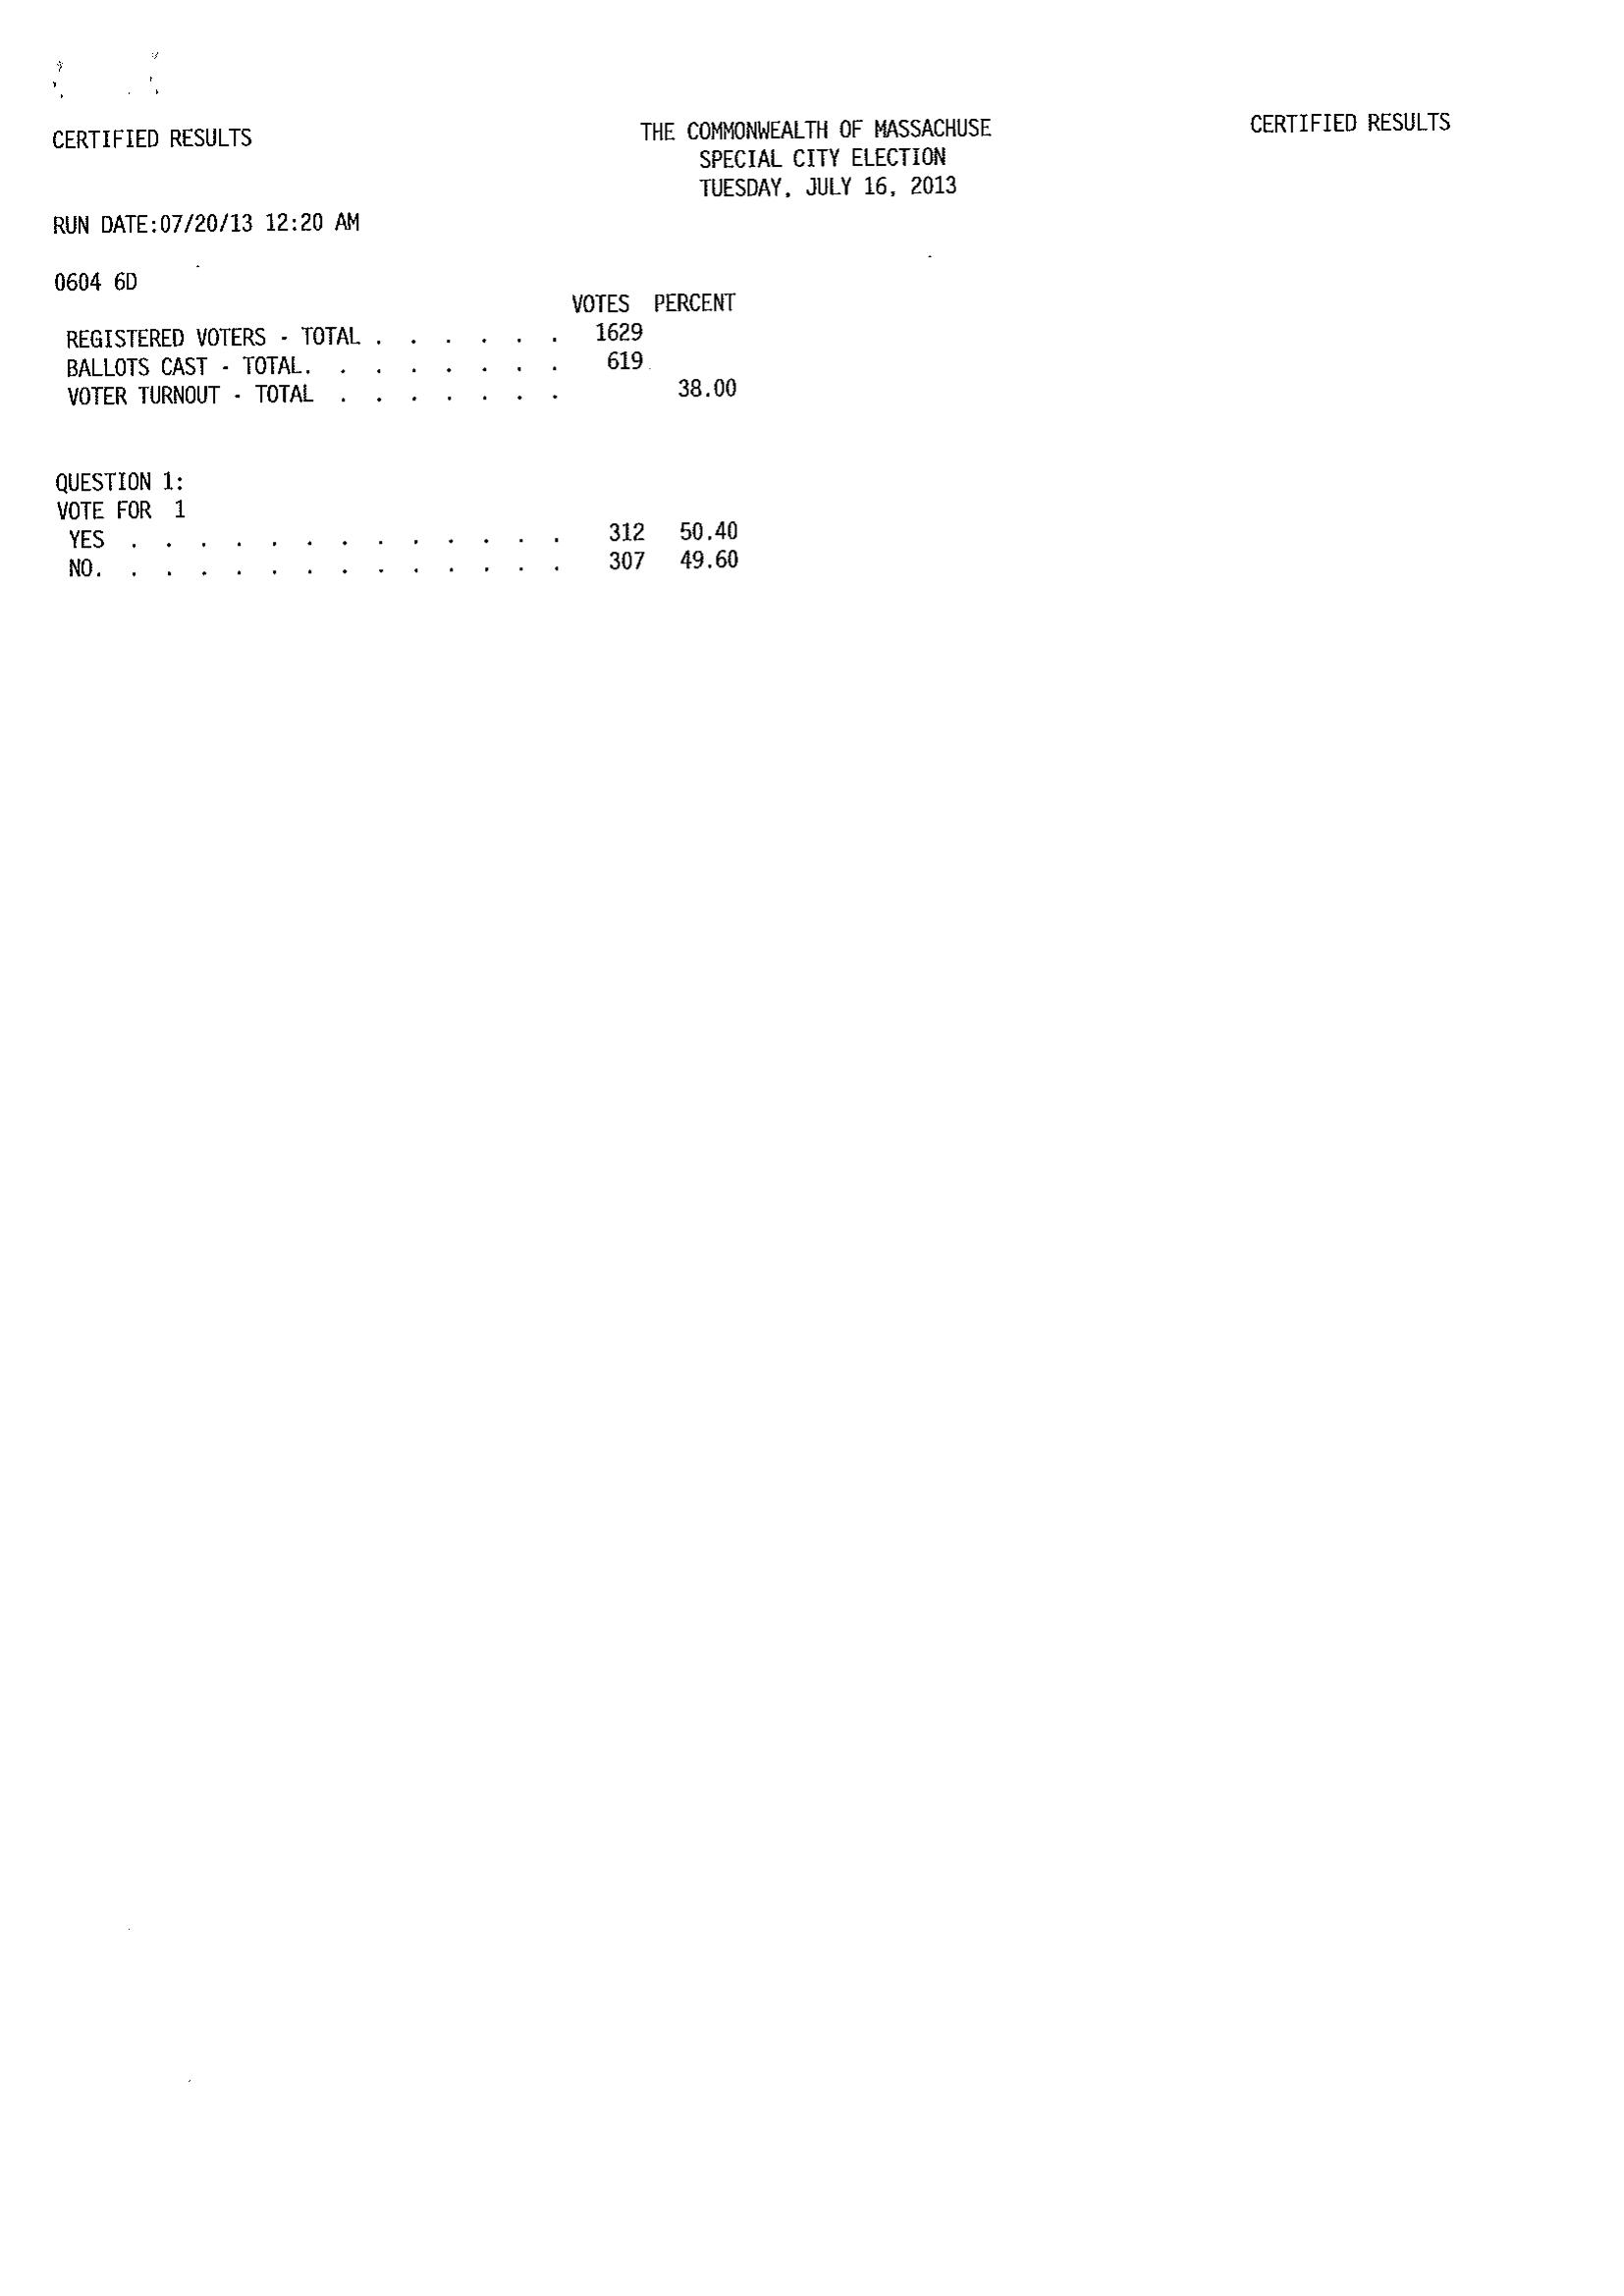 CERTIFIED RESULTS THE COMMONWEALTH OF MASSACHUSE CERTIFIED RESULTS
SPECIAL CITY ELECTION
TUESDAY, JULY 16, 2013
RUN DATE:07/20/13 12:20 AM
0604 6D
VOTES PERCENT
REGISTERED VOTERS - TOTAL . . . . . . 1629
BALLOTS CAST - TOTAL. . . . . . . . 619
VOTER TURNOUT - TOTAL . . . . . . . 38.00
QUESTION 1:
VOTE FOR 1
YES . . . . . . . . . . . . . 312 50.40
NO. . . . . . . . . . . . . . 307 49.60